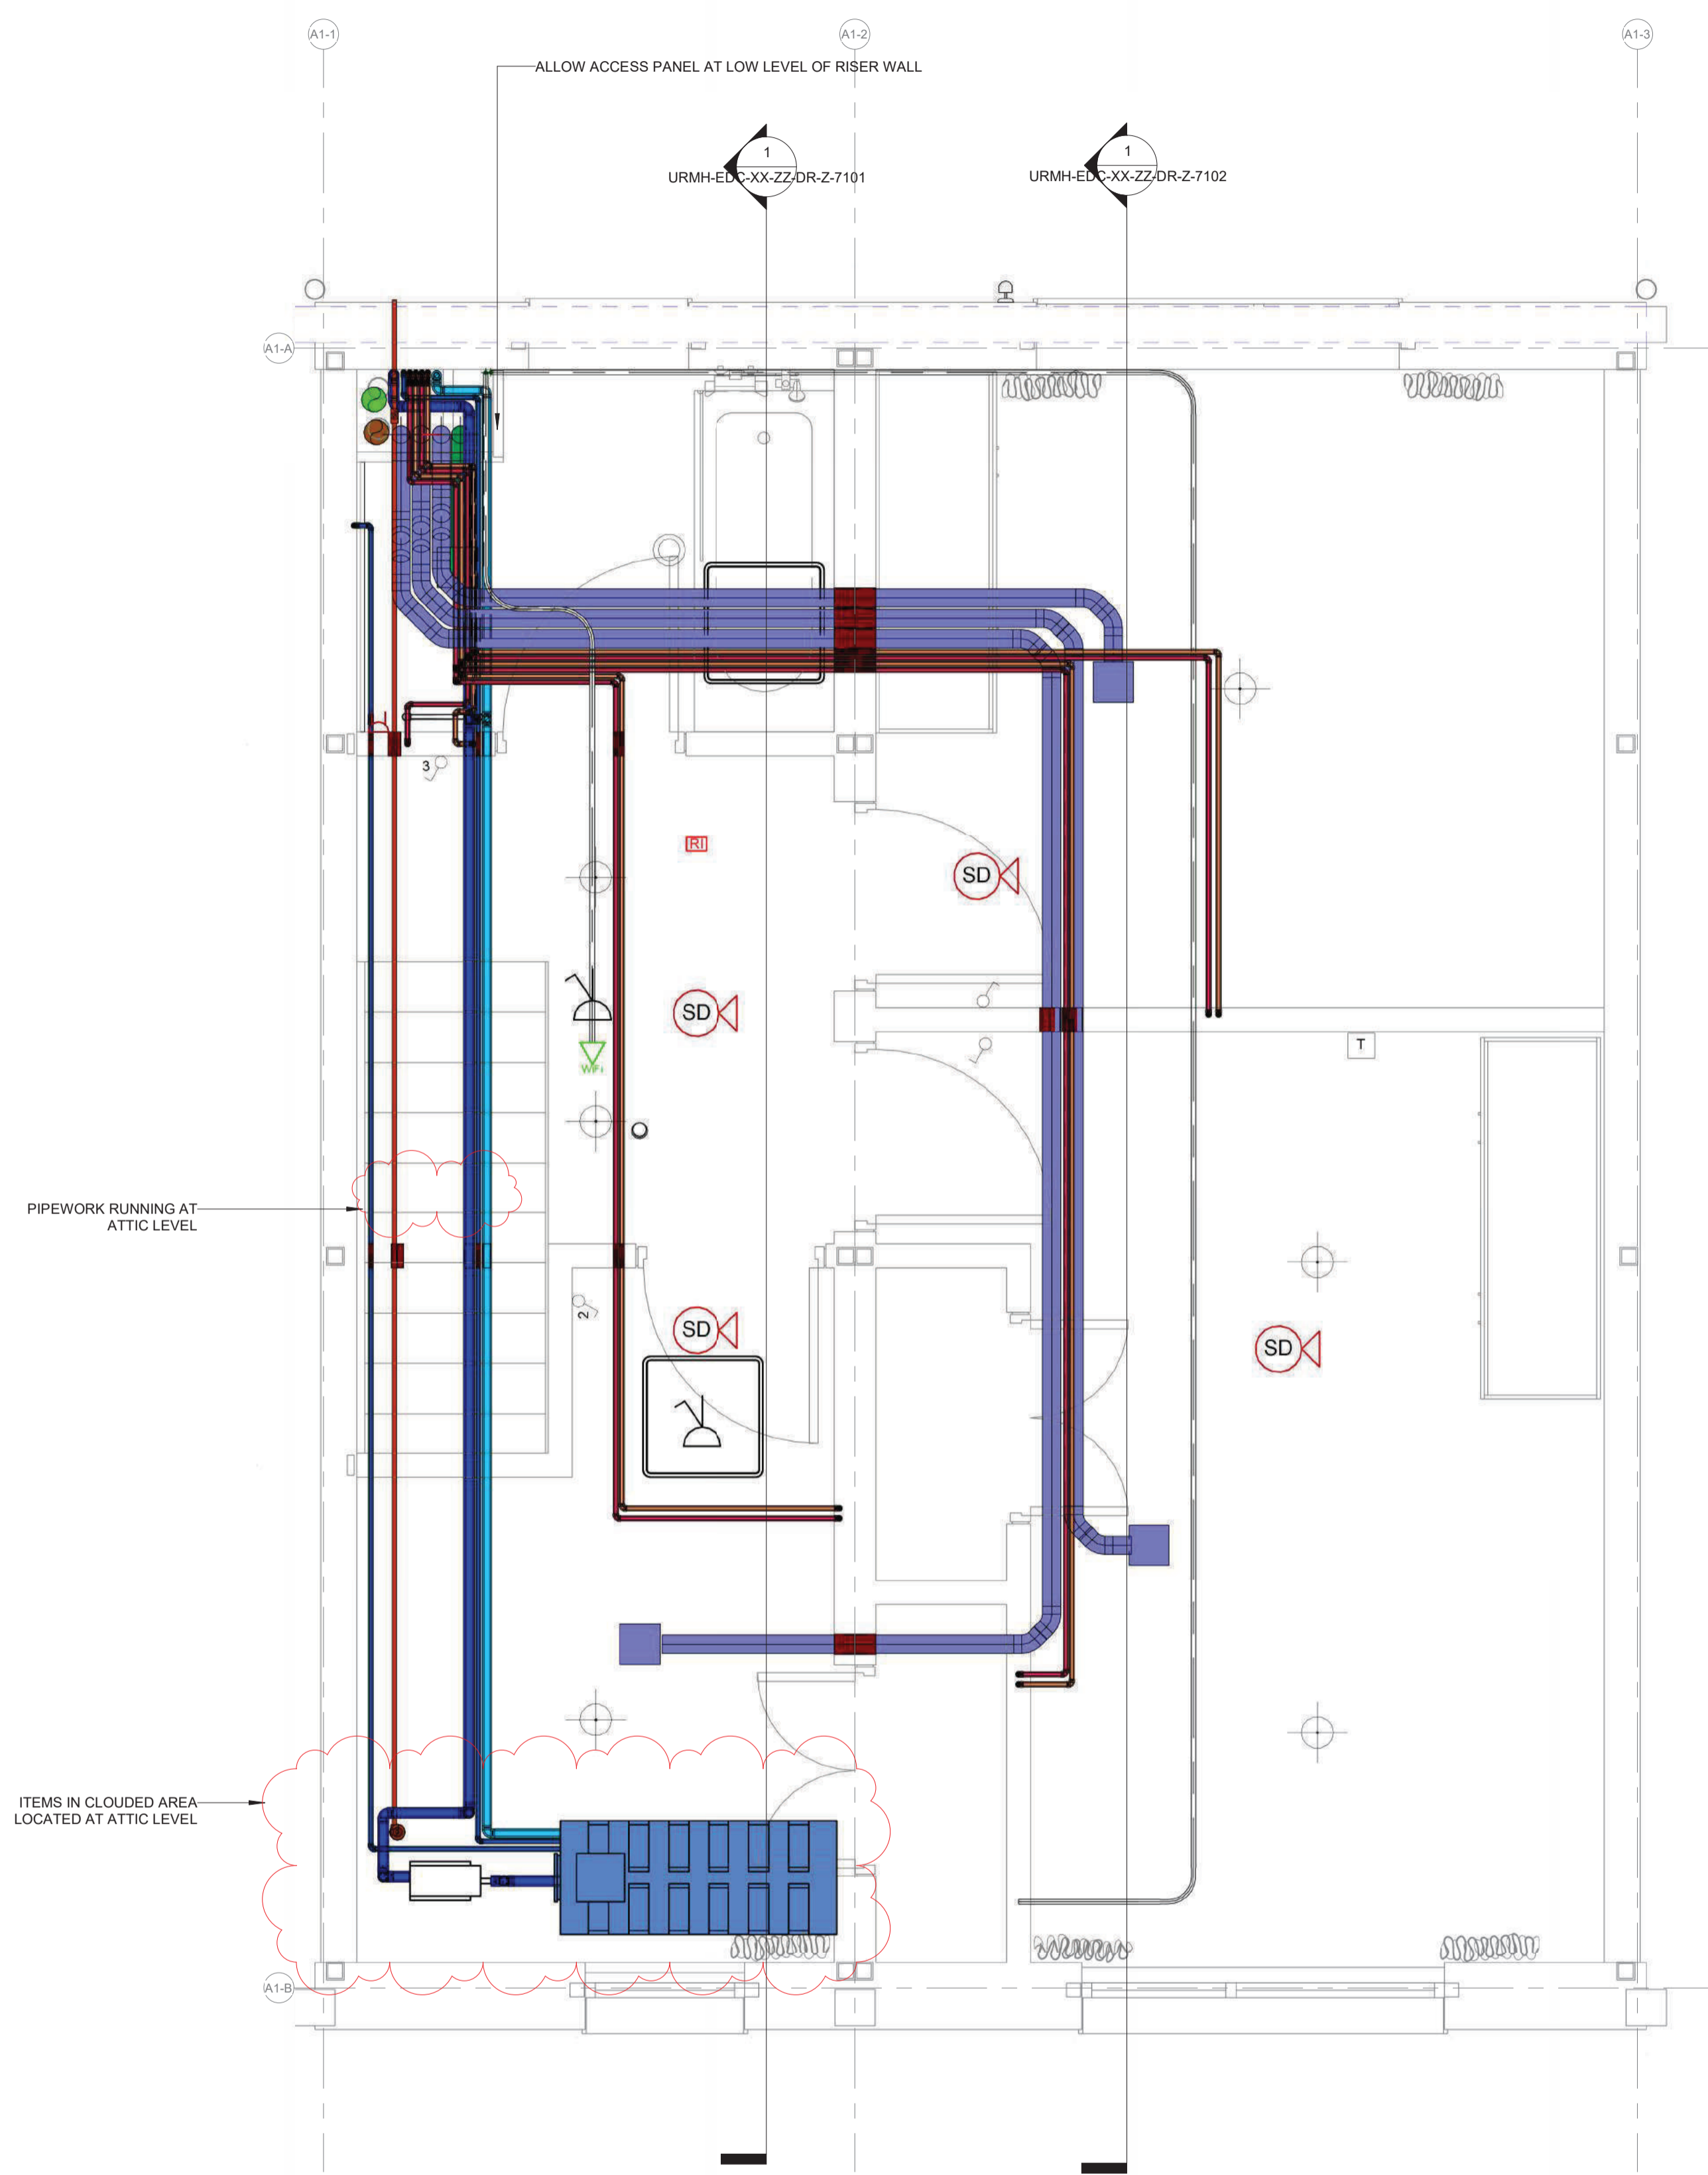 A1-1
A1-2
A1-3
ALLOW ACCESS PANEL AT LOW LEVEL OF RISER WALL
1
URMH-EDC-XX-ZZ-DR-Z-7101
1
URMH-EDC-XX-ZZ-DR-Z-7102
A1-A
3
RI
SD
SD
WiFi
T
PIPEWORK RUNNING AT
ATTIC LEVEL
2
SD
SD
ITEMS IN CLOUDED AREA
LOCATED AT ATTIC LEVEL
A1-B